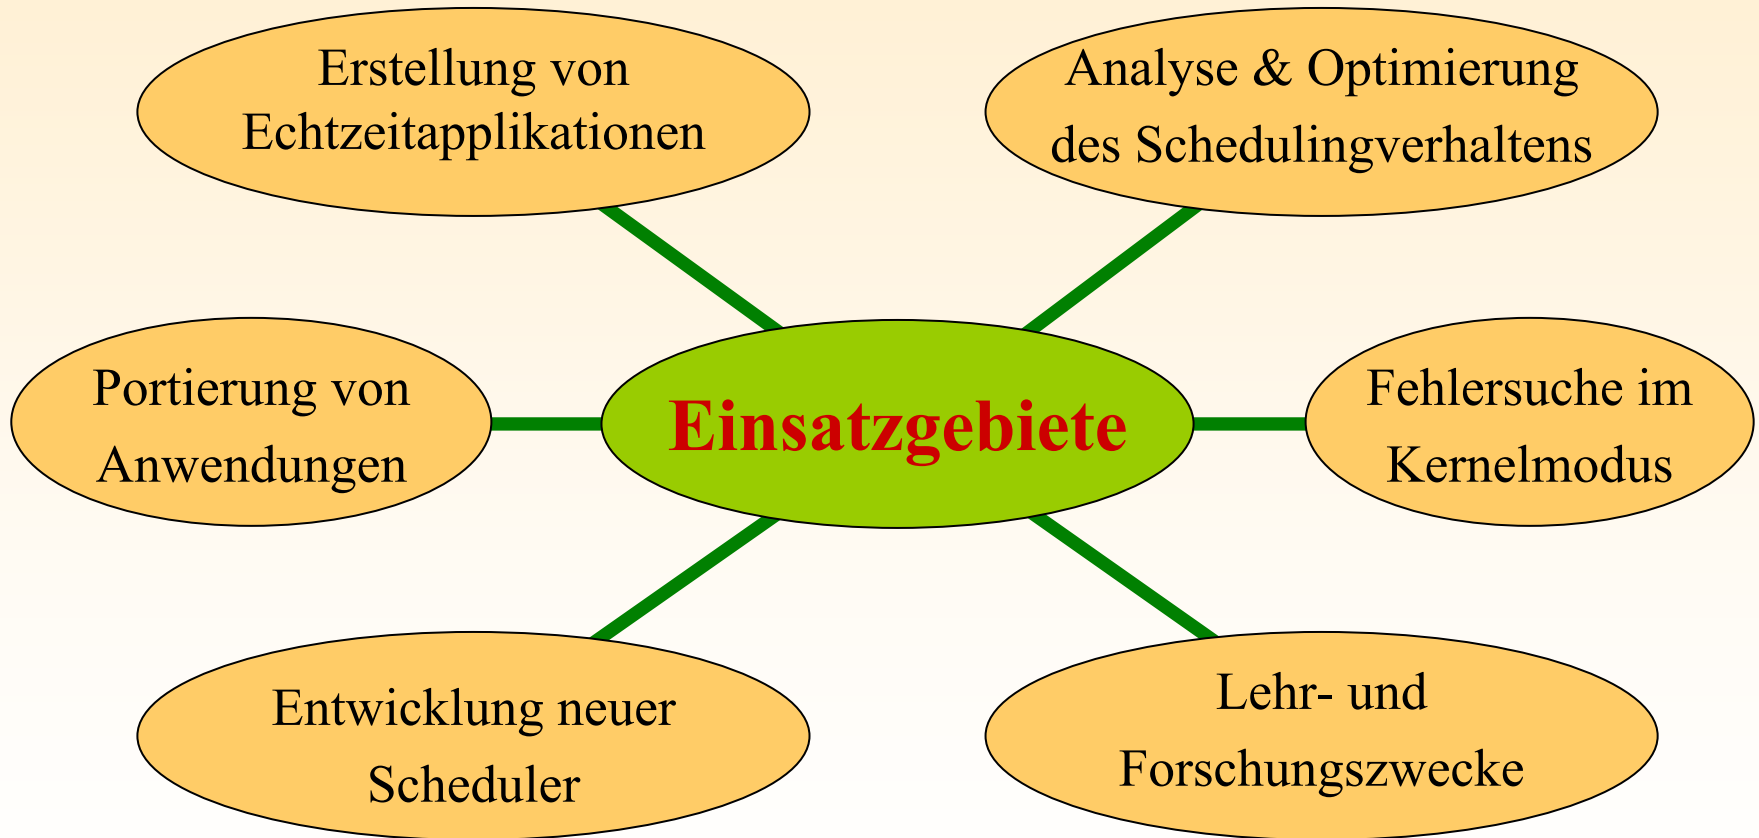 Erstellung von
Echtzeitapplikationen
Analyse & Optimierung
des Schedulingverhaltens
Portierung von
Anwendungen
Einsatzgebiete
Fehlersuche im
Kernelmodus
Entwicklung neuer
Scheduler
Lehr- und
Forschungszwecke